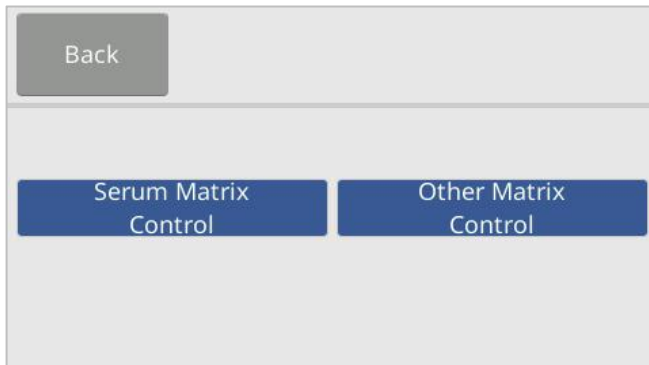 Back
Serum Matrix
Control
Other Matrix
Control